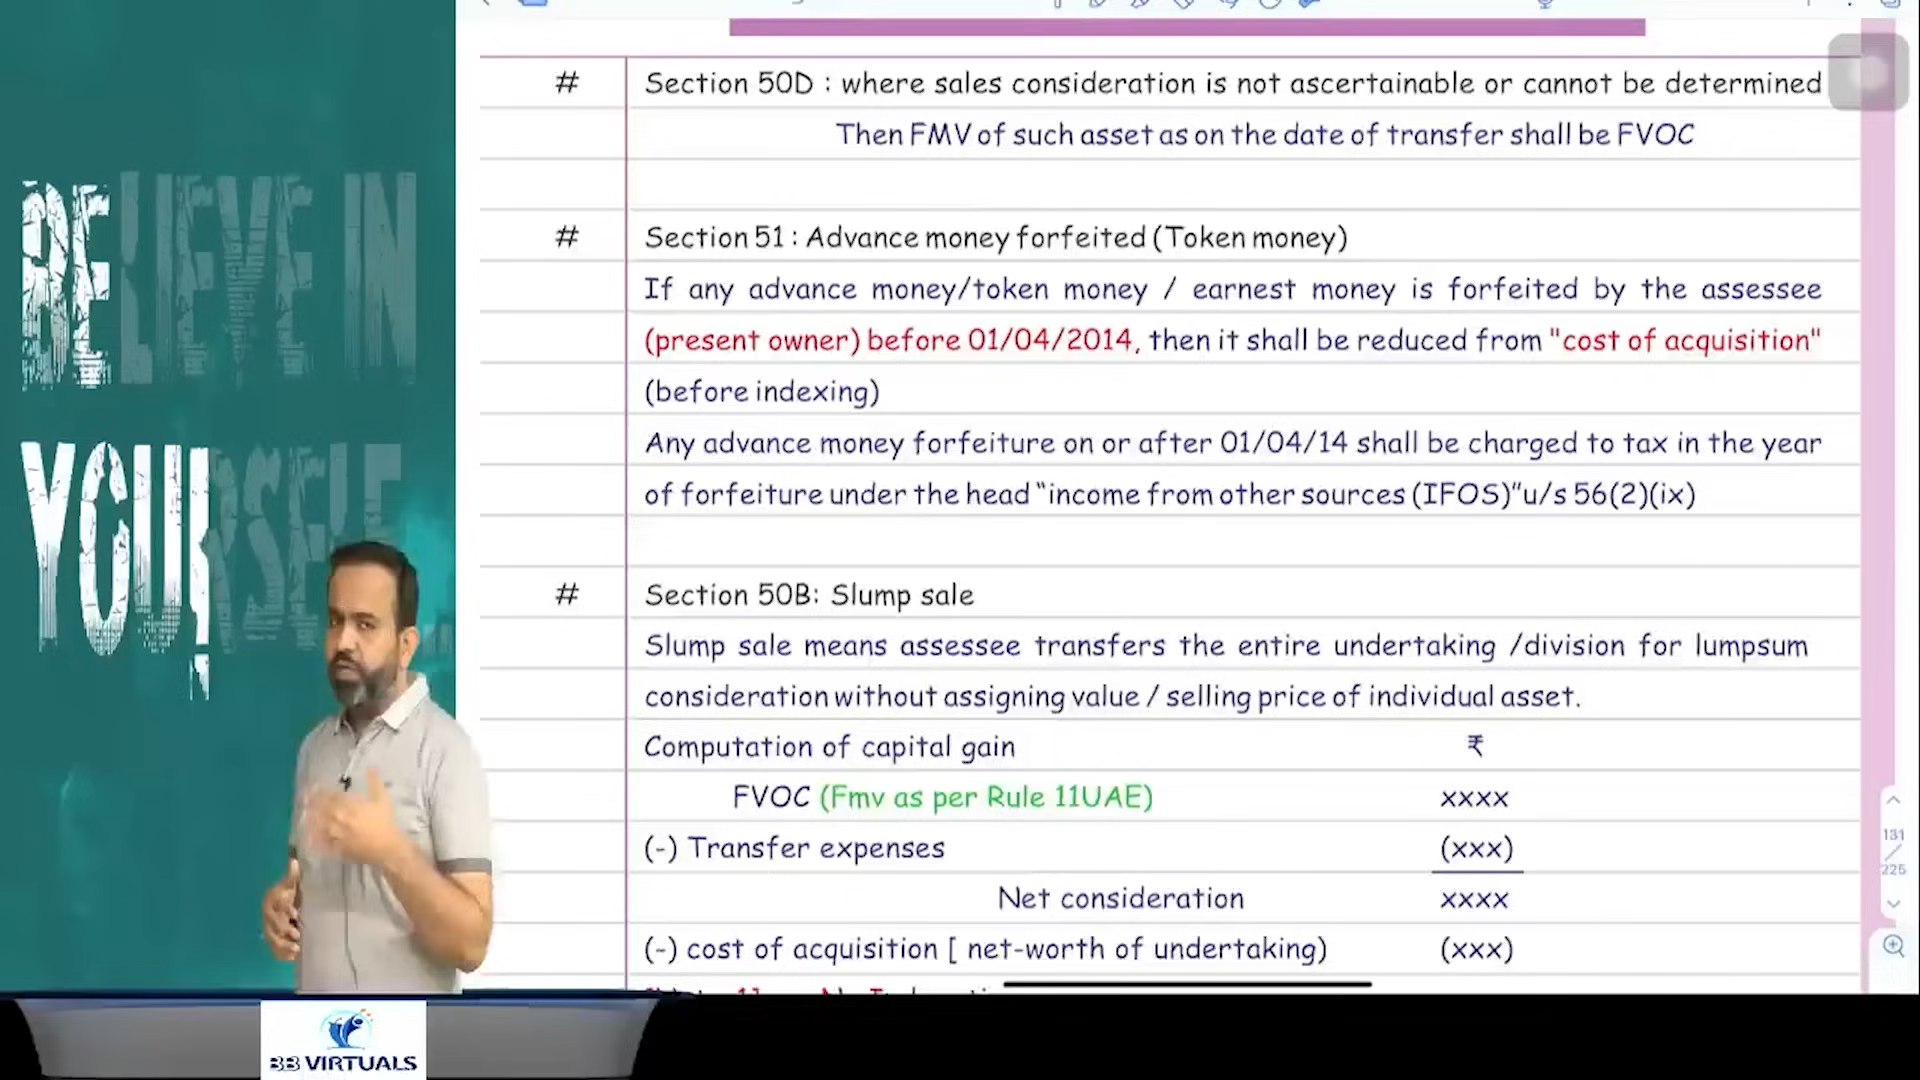 BELIEVE IN
YOURSELF
# Section 50D : where sales consideration is not ascertainable or cannot be determined
Then FMV of such asset as on the date of transfer shall be FVOC
# Section 51 : Advance money forfeited (Token money)
If any advance money/token money / earnest money is forfeited by the assessee
(present owner) before 01/04/2014, then it shall be reduced from "cost of acquisition"
(before indexing)
Any advance money forfeiture on or after 01/04/14 shall be charged to tax in the year
of forfeiture under the head “income from other sources (IFOS)”u/s 56(2)(ix)
# Section 50B: Slump sale
Slump sale means assessee transfers the entire undertaking /division for lumpsum
consideration without assigning value / selling price of individual asset.
Computation of capital gain ₹
FVOC (Fmv as per Rule 11UAE) xxxx
(-) Transfer expenses (xxx)
Net consideration xxxx
(-) cost of acquisition [ net-worth of undertaking) (xxx)
131
/
225
BB VIRTUALS